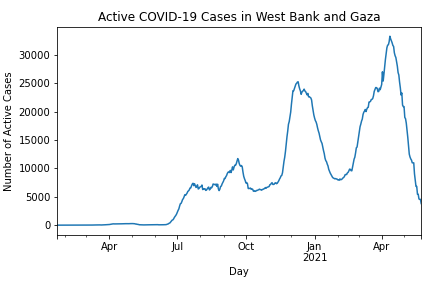 Active COVID-19 Cases in West Bank and Gaza
Number of Active Cases
30000
25000
20000
15000
10000
5000
0
Apr
Jul
Oct
Jan
2021
Apr
Day